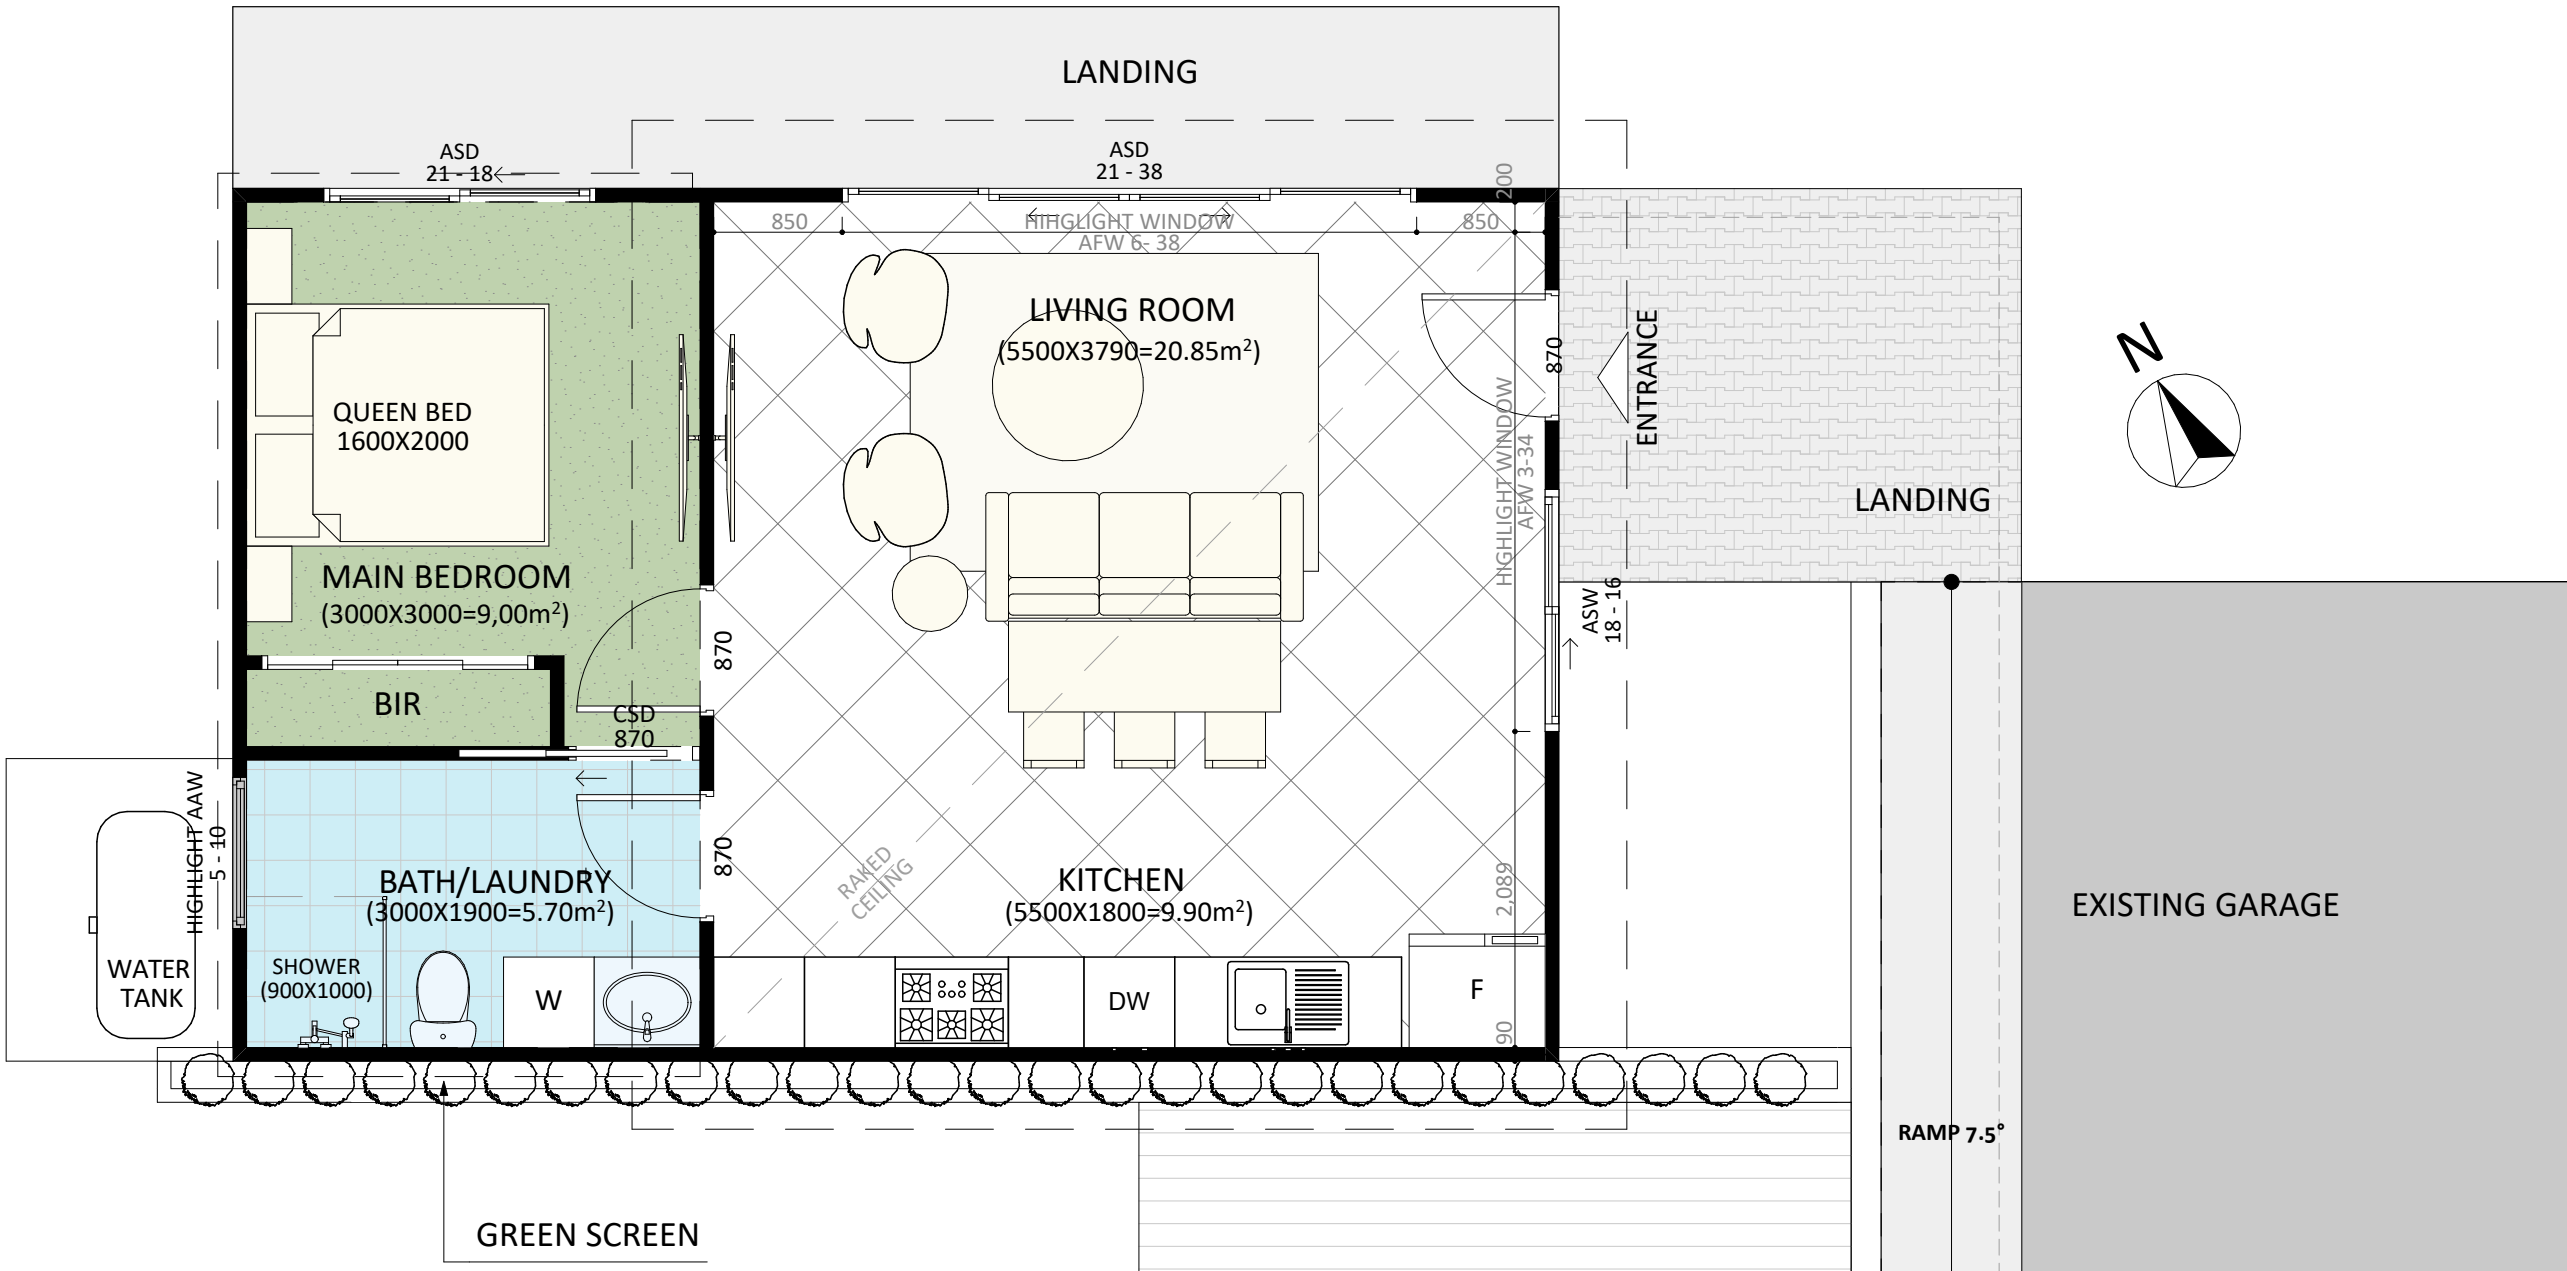 LANDING
ASD
21 - 18
ASD
21 - 38
200
850
HIHGLIGHT WINDOW
AFW 6- 38
850
LIVING ROOM
(5500X3790=20.85m²)
870
ENTRANCE
N
QUEEN BED
1600X2000
HIGHLIGHT WINDOW
AFW 3-34
LANDING
MAIN BEDROOM
(3000X3000=9,00m²)
ASW
18 - 16
870
BIR
CSD
870
HIGHLIGHT AAW
5 - 10
870
BATH/LAUNDRY
(3000X1900=5.70m²)
RAKED
CEILING
KITCHEN
(5500X1800=9.90m²)
2,089
EXISTING GARAGE
WATER
TANK
SHOWER
(900X1000)
W
DW
F
90
RAMP 7.5°
GREEN SCREEN